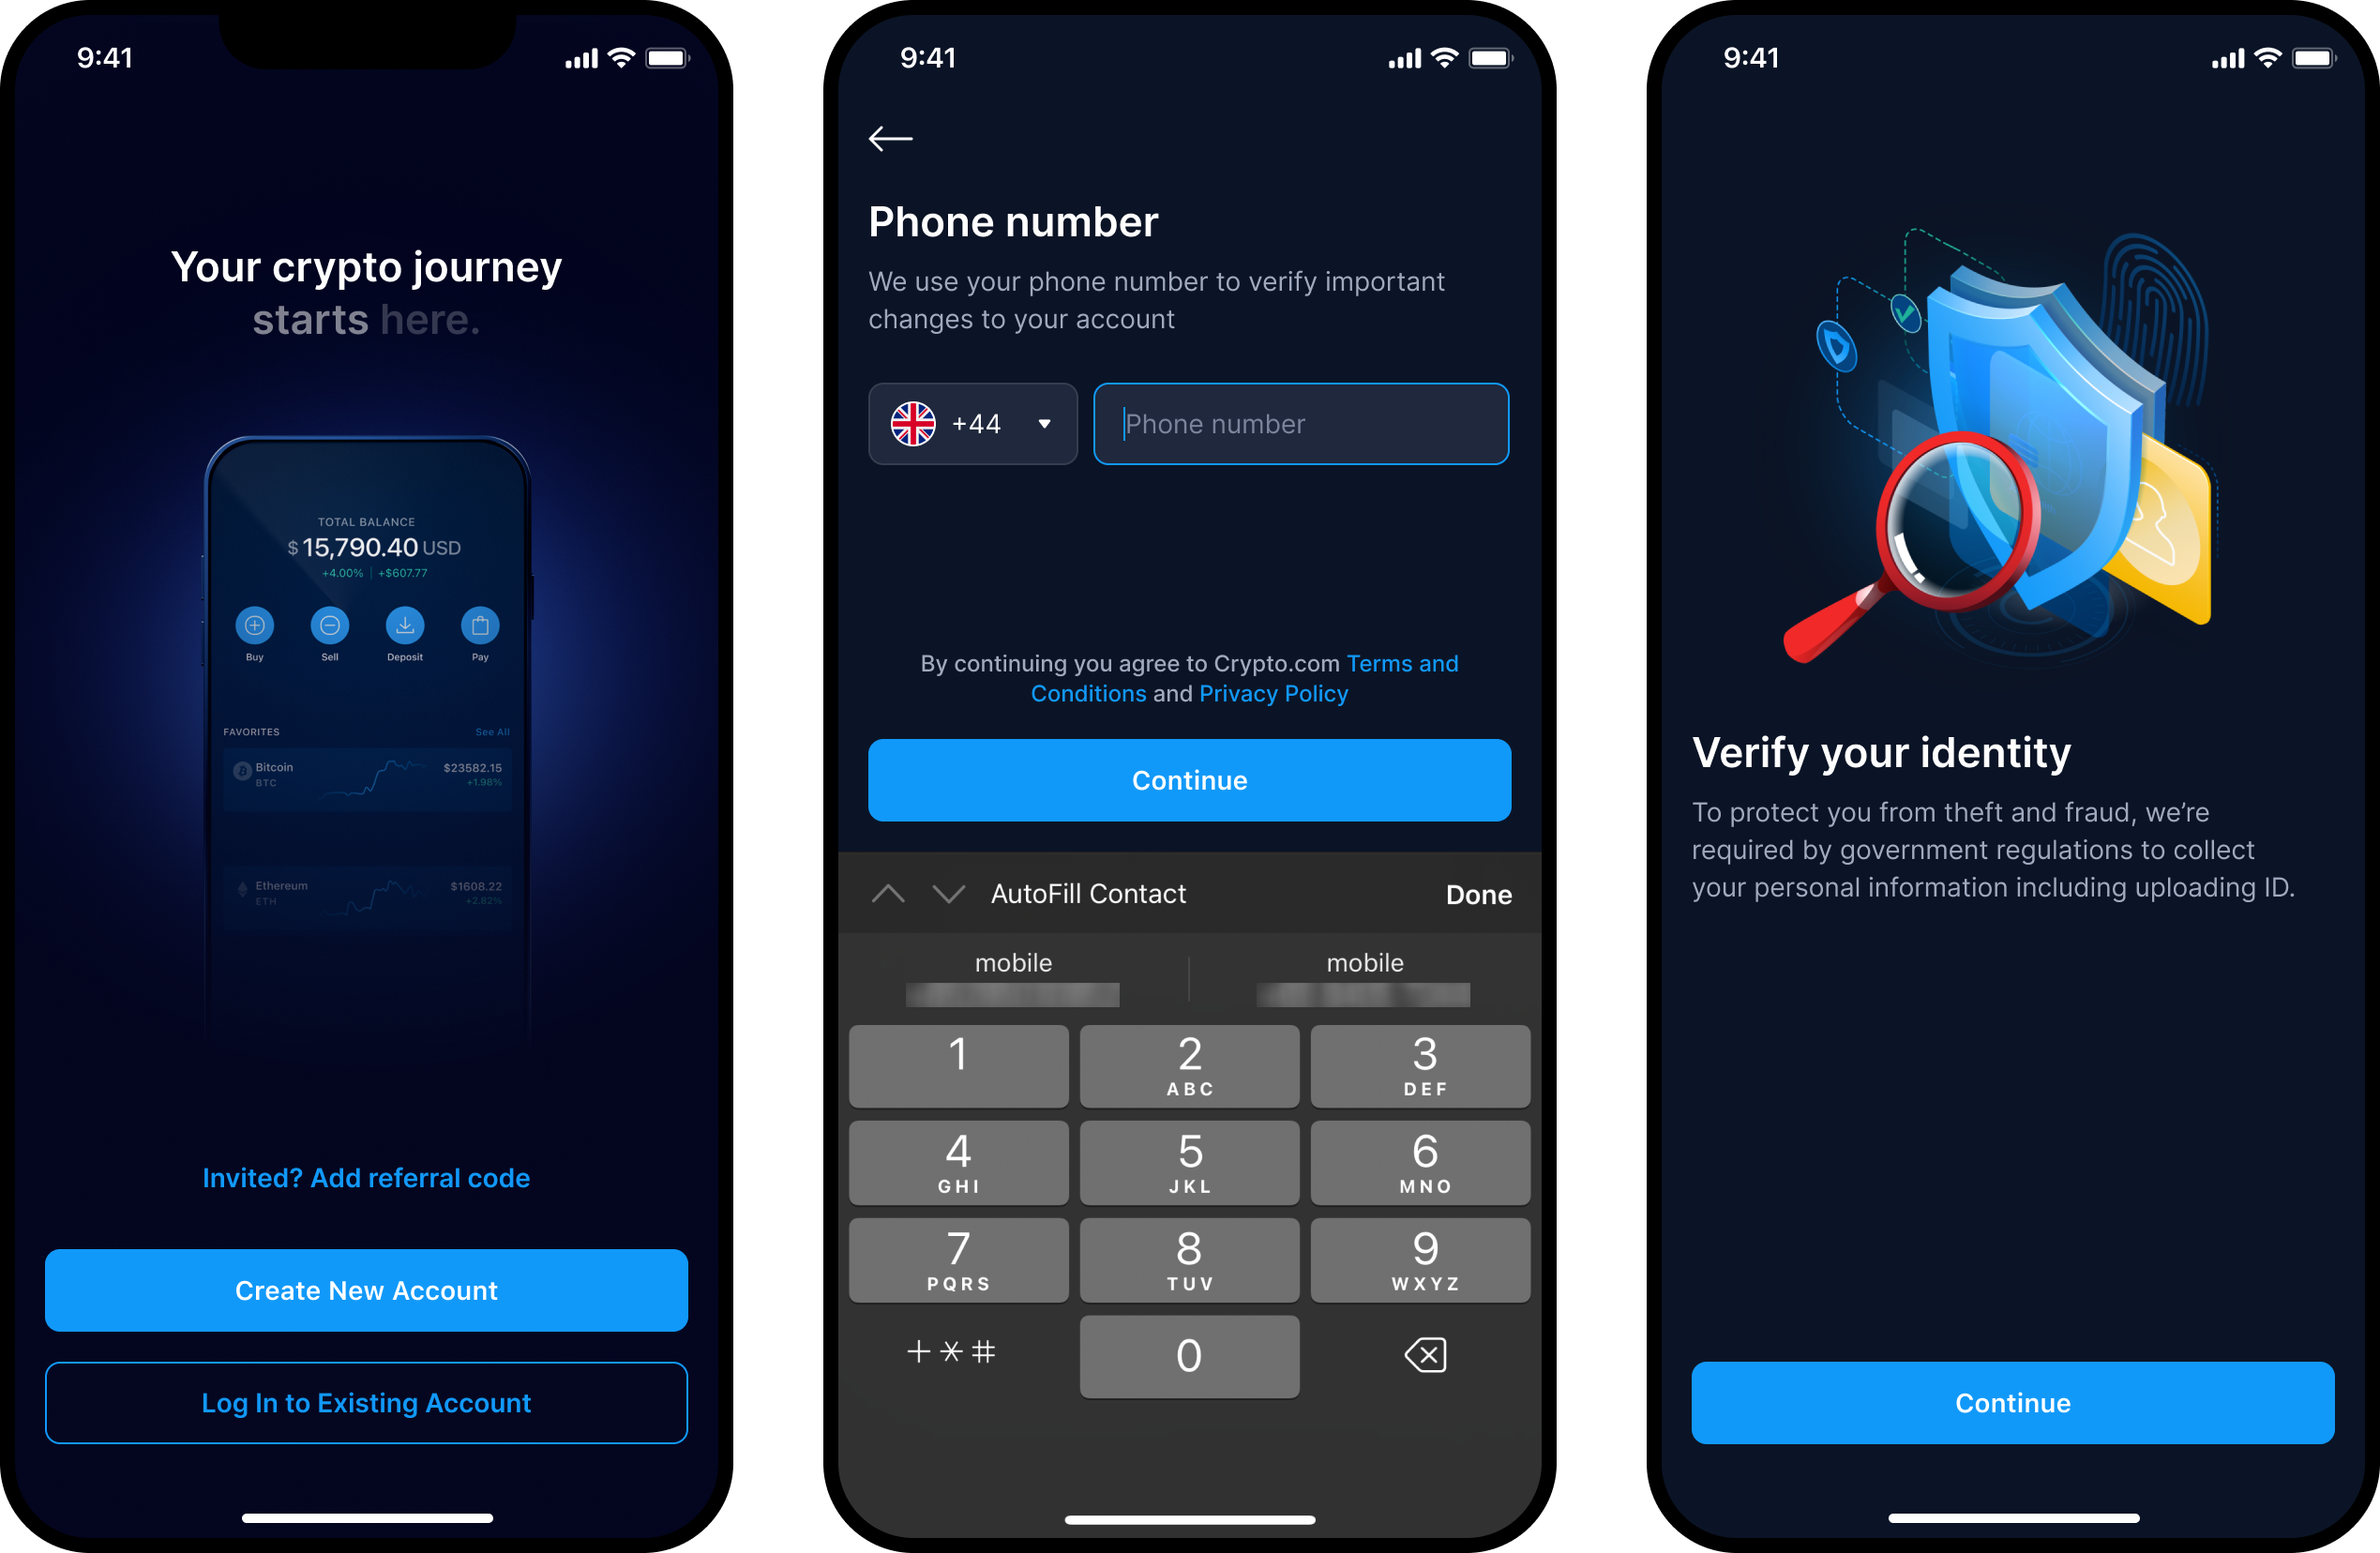 9:41
Your crypto journey
starts here.
TOTAL BALANCE
$ 15,790.40 USD
+4.00% | +$607.77
Buy Sell Deposit Pay
FAVORITES See All
Bitcoin $23582.15
BTC +1.98%
Ethereum $1608.22
ETH +2.82%
Invited? Add referral code
Create New Account
Log In to Existing Account
9:41
Phone number
We use your phone number to verify important
changes to your account
+44 Phone number
By continuing you agree to Crypto.com Terms and
Conditions and Privacy Policy
Continue
AutoFill Contact Done
mobile mobile
1 2 3
ABC DEF
4 5 6
GHI JKL MNO
7 8 9
PQRS TUV WXYZ
+*# 0
9:41
Verify your identity
To protect you from theft and fraud, we’re
required by government regulations to collect
your personal information including uploading ID.
Continue